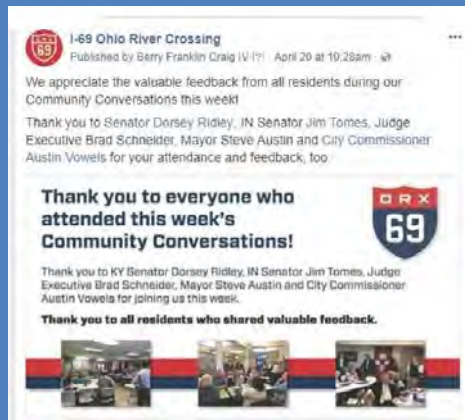 I-69 Ohio River Crossing
Published by Berry Franklin Craig IV [?] · April 20 at 10:28am ·
We appreciate the valuable feedback from all residents during our
Community Conversations this week!
Thank you to Senator Dorsey Ridley, IN Senator Jim Tomes, Judge
Executive Brad Schneider, Mayor Steve Austin and City Commissioner
Austin Vowels for your attendance and feedback, too.
Thank you to everyone who
attended this week's
Community Conversations!
ORX
69
Thank you to KY Senator Dorsey Ridley, IN Senator Jim Tomes, Judge
Executive Brad Schneider, Mayor Steve Austin and City Commissioner
Austin Vowels for joining us this week.
Thank you to all residents who shared valuable feedback.